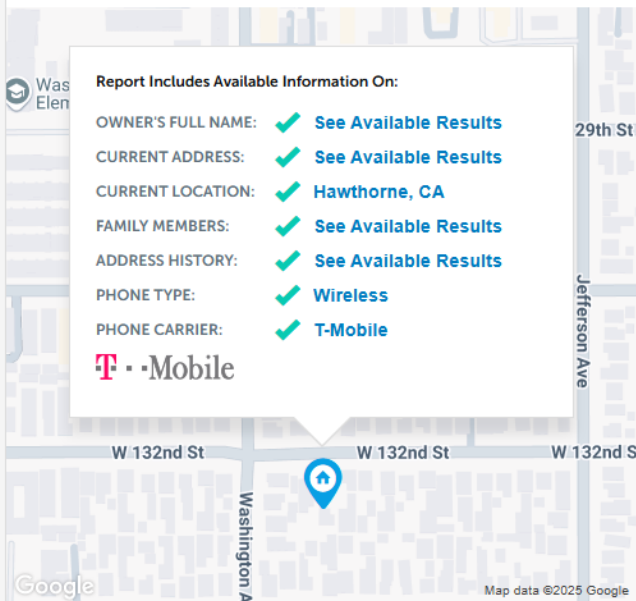 Report Includes Available Information On:
Was
Elem
OWNER'S FULL NAME: See Available Results
29th St
CURRENT ADDRESS: See Available Results
CURRENT LOCATION: Hawthorne, CA
FAMILY MEMBERS: See Available Results
ADDRESS HISTORY: See Available Results
PHONE TYPE: Wireless
PHONE CARRIER: T-Mobile
T··Mobile
Jefferson Ave
W 132nd St
W 132nd St
W 132nd S
Washington A
Google
Map data ©2025 Google